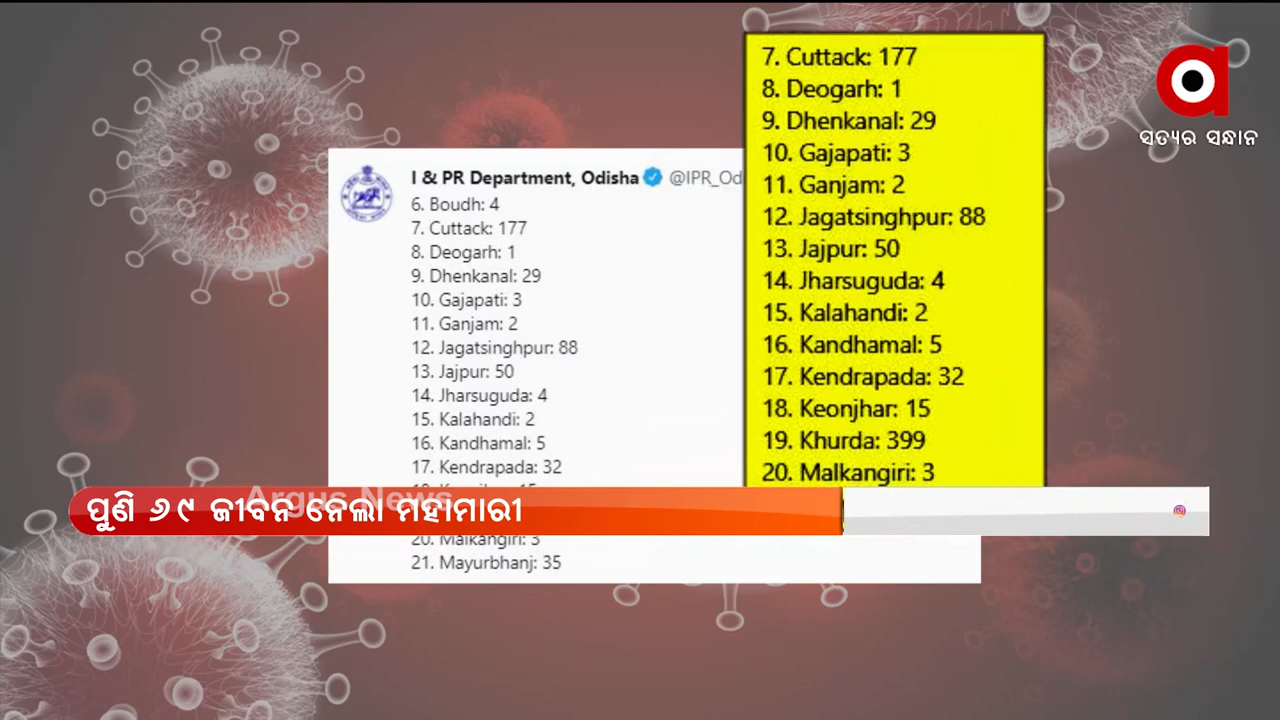 I & PR Department, Odisha @IPR_Od
6. Boudh: 4
7. Cuttack: 177
8. Deogarh: 1
9. Dhenkanal: 29
10. Gajapati: 3
11. Ganjam: 2
12. Jagatsinghpur: 88
13. Jajpur: 50
14. Jharsuguda: 4
15. Kalahandi: 2
16. Kandhamal: 5
17. Kendrapada: 32
20. Malkangiri: 3
21. Mayurbhanj: 35
7. Cuttack: 177
8. Deogarh: 1
9. Dhenkanal: 29
10. Gajapati: 3
11. Ganjam: 2
12. Jagatsinghpur: 88
13. Jajpur: 50
14. Jharsuguda: 4
15. Kalahandi: 2
16. Kandhamal: 5
17. Kendrapada: 32
18. Keonjhar: 15
19. Khurda: 399
20. Malkangiri: 3
ସତ୍ୟର ସନ୍ଧାନ
Argus News
ପୁଣି ୬୯ ଜୀବନ ନେଲା ମହାମାରୀ